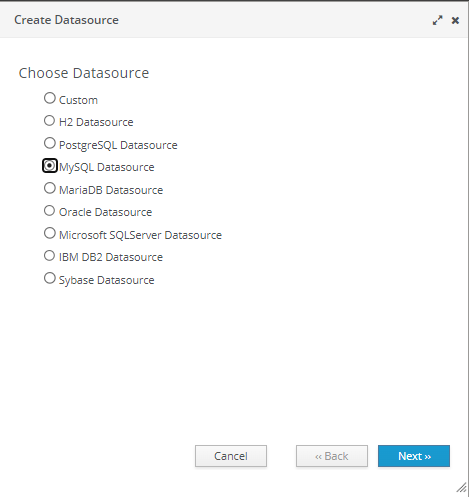 Create Datasource
Choose Datasource
Custom
H2 Datasource
PostgreSQL Datasource
MySQL Datasource
MariaDB Datasource
Oracle Datasource
Microsoft SQLServer Datasource
IBM DB2 Datasource
Sybase Datasource
Cancel
‹‹ Back
Next ››